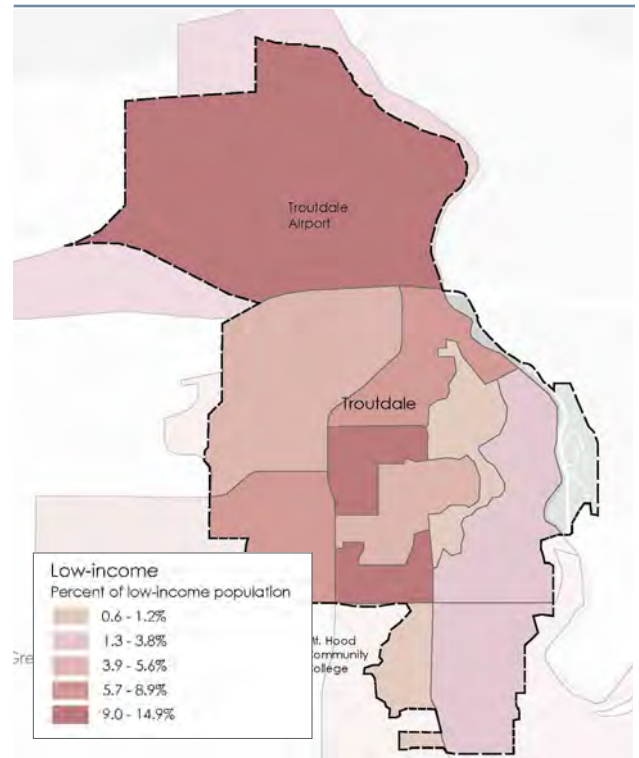 Troutdale
Airport
Troutdale
Low-income
Percent of low-income population
0.6 - 1.2%
1.3 - 3.8%
3.9 - 5.6%
5.7 - 8.9%
9.0 - 14.9%
Mt. Hood
Community
College
Gre